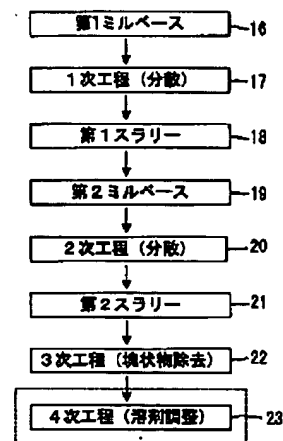 第1ミルベース 16
1次工程（分散） 17
第1スラリー 18
第2ミルベース 19
2次工程（分散） 20
第2スラリー 21
3次工程（塊状物除去） 22
4次工程（溶剤調整） 23